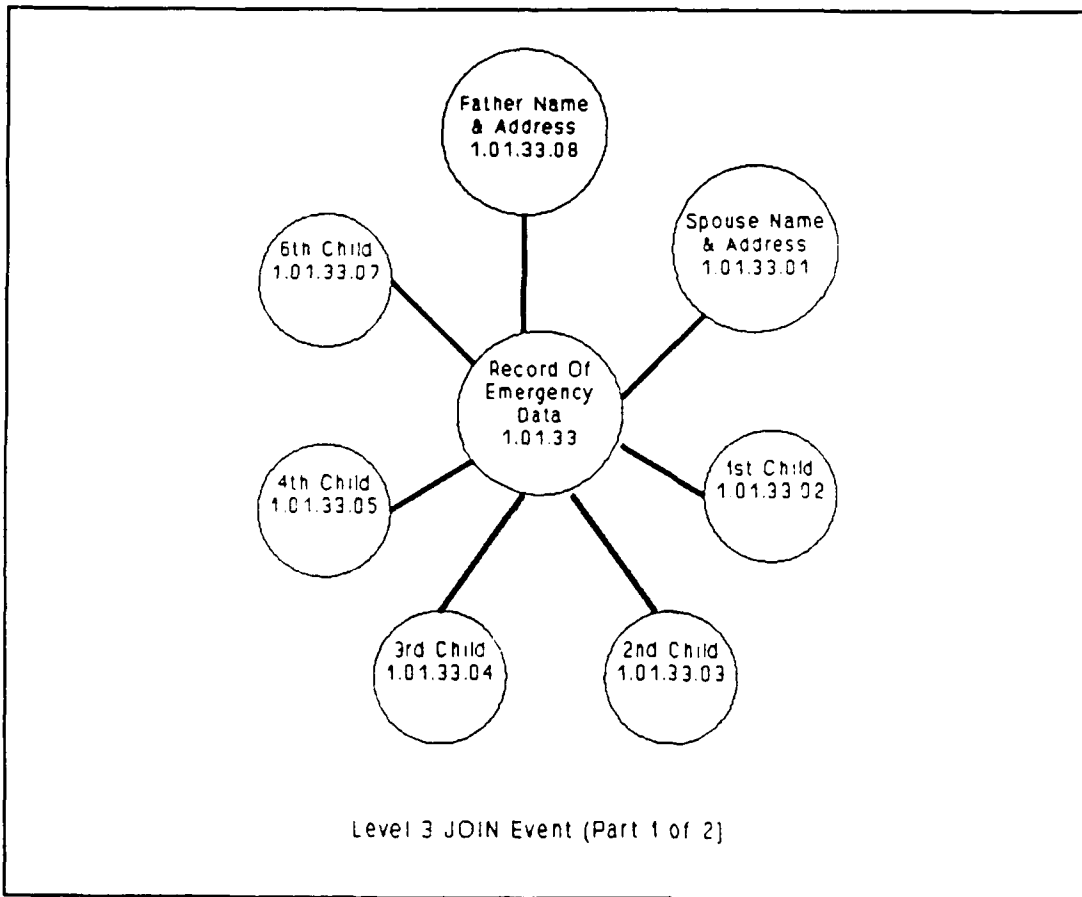 Father Name
& Address
1.01.33.08
Spouse Name
& Address
1.01.33.01
6th Child
1.01.33.07
Record Of
Emergency
Data
1.01.33
1st Child
1.01.33.02
4th Child
1.01.33.05
3rd Child
1.01.33.04
2nd Child
1.01.33.03
Level 3 JOIN Event (Part 1 of 2)